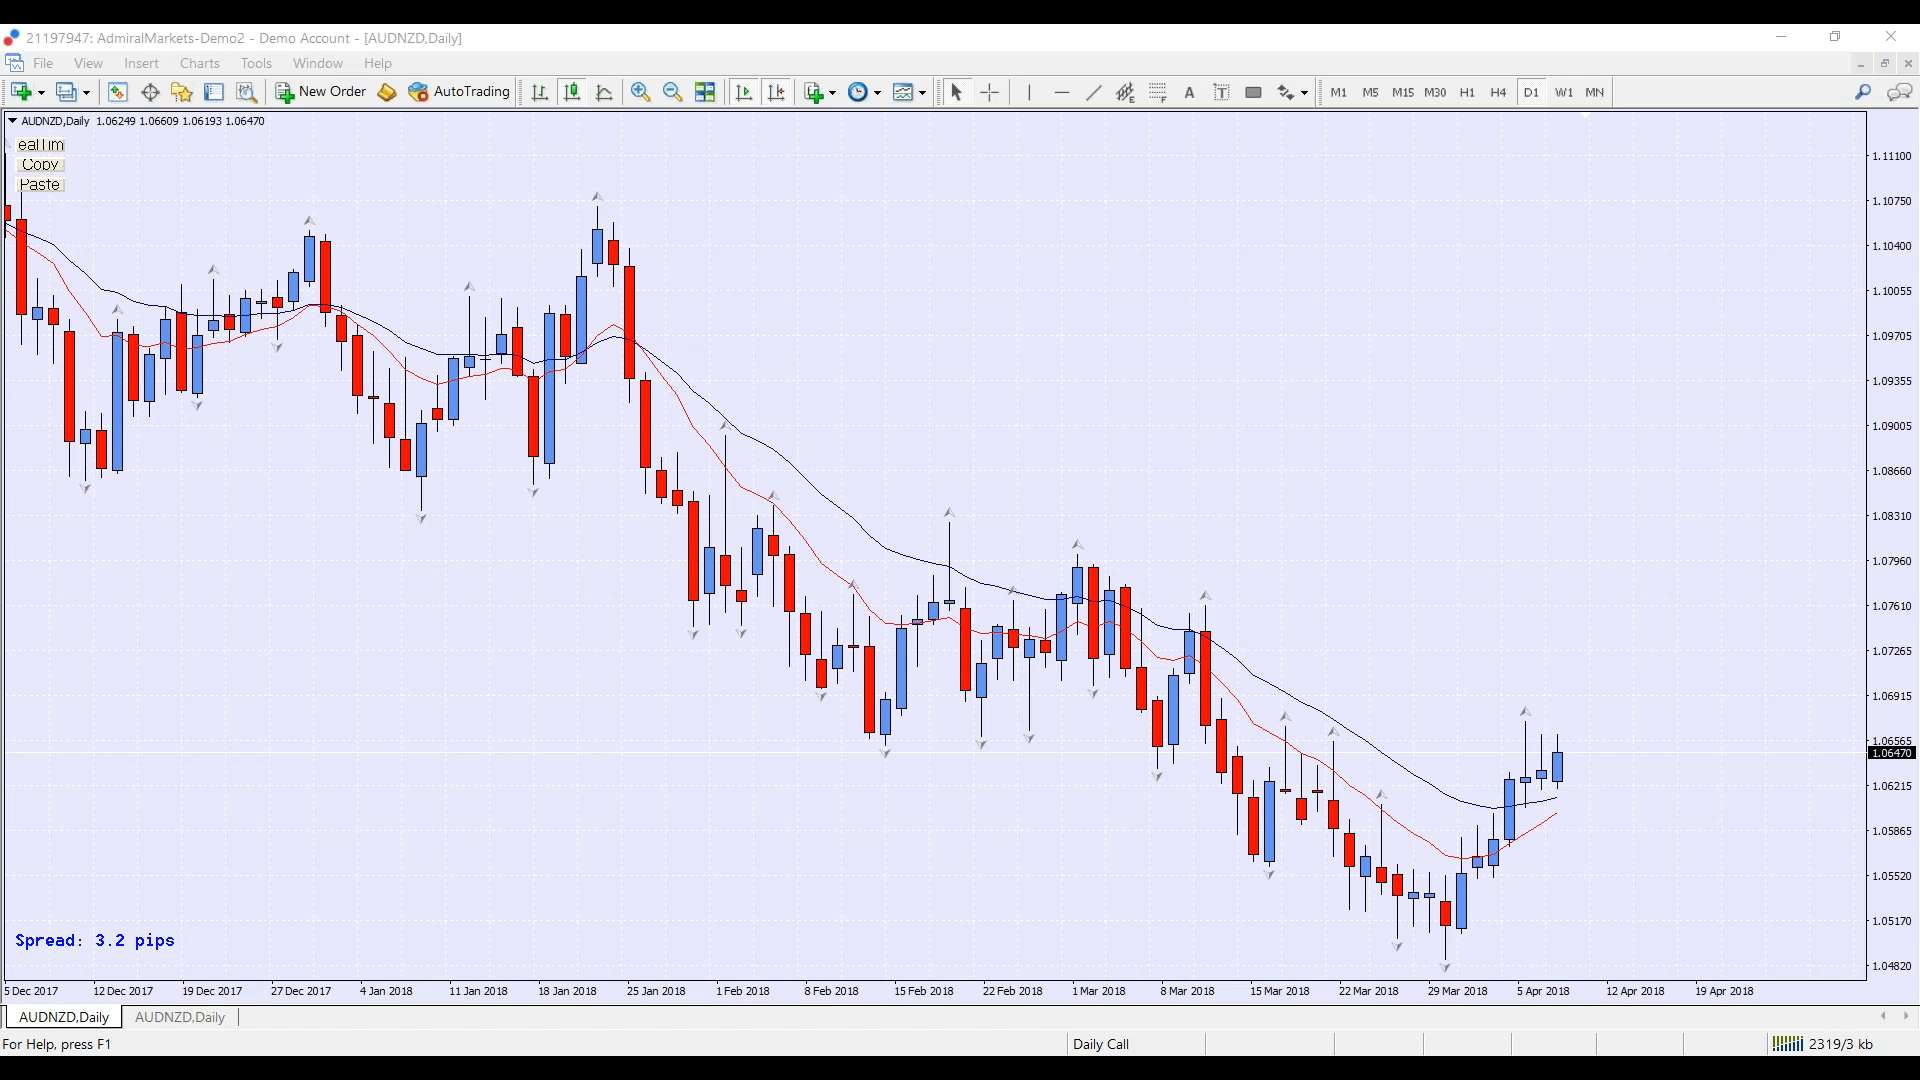 21197947: AdmiralMarkets-Demo2 - Demo Account - [AUDNZD,Daily]
File View Insert Charts Tools Window Help
New Order AutoTrading A T M1 M5 M15 M30 H1 H4 D1 W1 MN
AUDNZD,Daily 1.06249 1.06609 1.06193 1.06470
Copy
Paste
1.11100
1.10750
1.10400
1.10055
1.09705
1.09355
1.09005
1.08660
1.08310
1.07960
1.07610
1.07265
1.06915
1.06565
1.06470
1.06215
1.05865
1.05520
1.05170
1.04820
Spread: 3.2 pips
5 Dec 2017 12 Dec 2017 19 Dec 2017 27 Dec 2017 4 Jan 2018 11 Jan 2018 18 Jan 2018 25 Jan 2018 1 Feb 2018 8 Feb 2018 15 Feb 2018 22 Feb 2018 1 Mar 2018 8 Mar 2018 15 Mar 2018 22 Mar 2018 29 Mar 2018 5 Apr 2018 12 Apr 2018 19 Apr 2018
AUDNZD,Daily AUDNZD,Daily
For Help, press F1 Daily Call 2319/3 kb